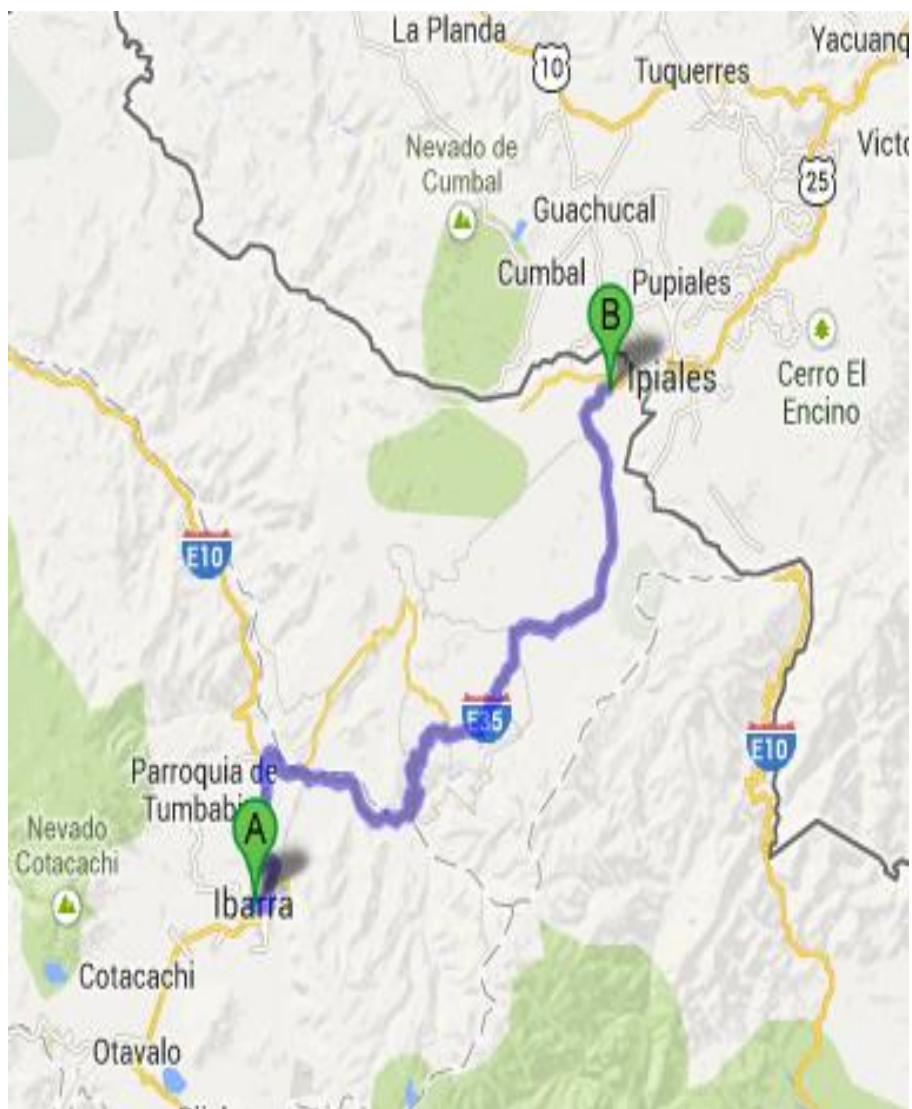 La Planda
Yacuanq
10
Tuquerres
Nevado de
Cumbal
Victo
25
Guachucal
Cumbal
Pupiales
B
Ipiales
Cerro El
Encino
E10
E35
E10
Parroquia de
Tumbabi
A
Nevado
Cotacachi
Ibarra
Cotacachi
Otavalo